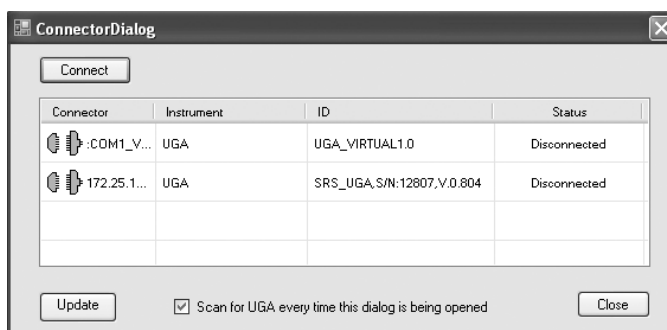 ConnectorDialog
Connect
Connector Instrument ID Status
:COM1_V... UGA UGA_VIRTUAL1.0 Disconnected
172.25.1... UGA SRS_UGA,S/N:12807,V.0.804 Disconnected
Update Scan for UGA every time this dialog is being opened Close